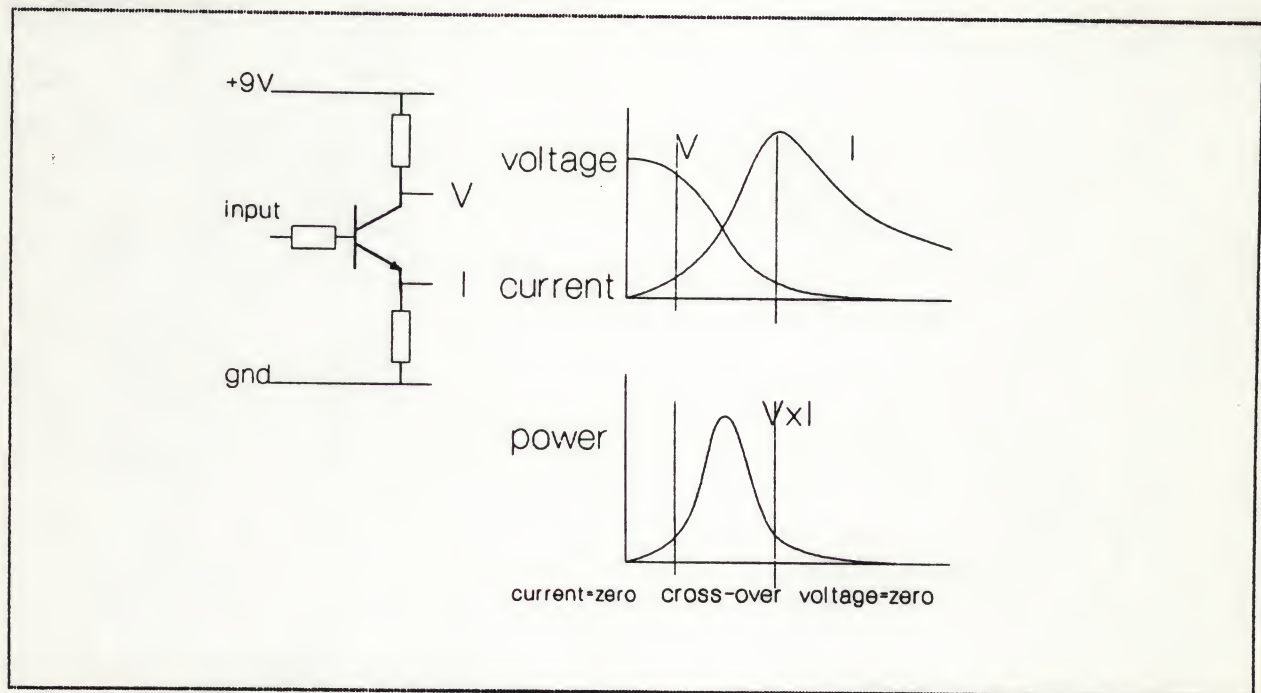 +9V
V
input
I
gnd
voltage
V
I
current
power
VxI
current=zero cross-over voltage=zero